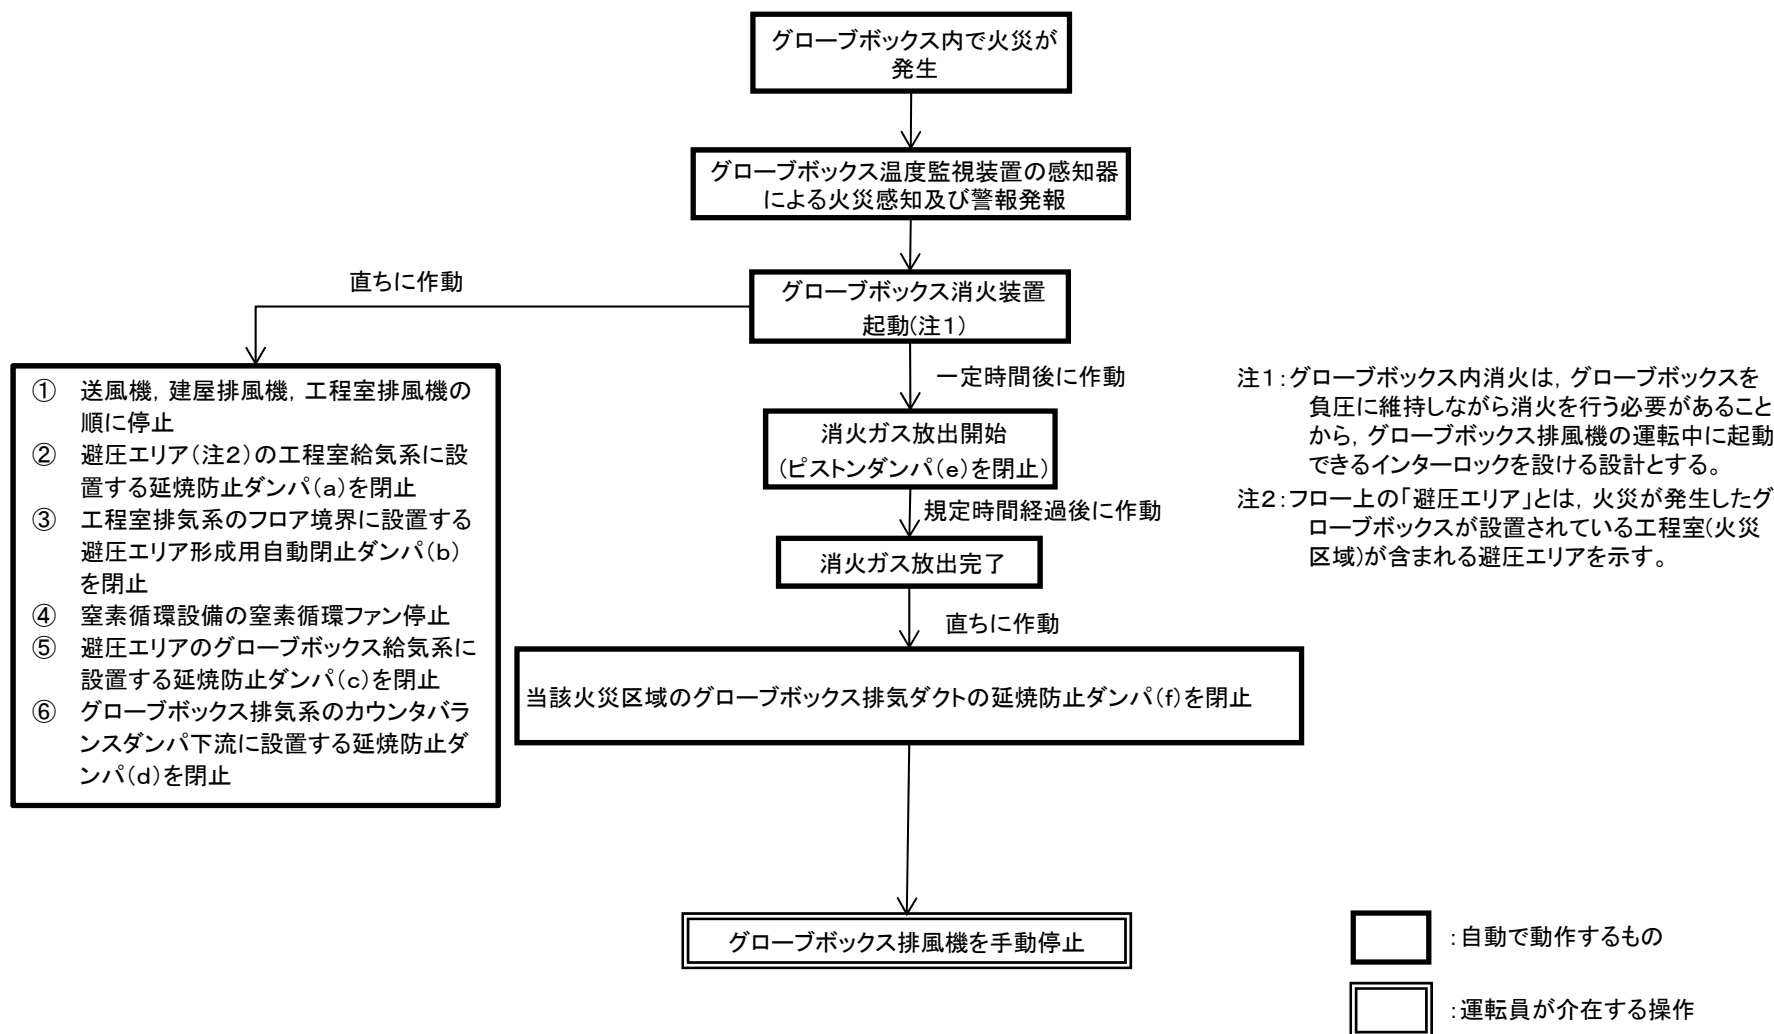 グローブボックス内で火災が
発生
グローブボックス温度監視装置の感知器
による火災感知及び警報発報
直ちに作動
グローブボックス消火装置
起動(注1)
一定時間後に作動
① 送風機，建屋排風機，工程室排風機の
順に停止
② 避圧エリア(注2)の工程室給気系に設
置する延焼防止ダンパ(a)を閉止
③ 工程室排気系のフロア境界に設置する
避圧エリア形成用自動閉止ダンパ(b)
を閉止
④ 窒素循環設備の窒素循環ファン停止
⑤ 避圧エリアのグローブボックス給気系に
設置する延焼防止ダンパ(c)を閉止
⑥ グローブボックス排気系のカウンタバラ
ンスダンパ下流に設置する延焼防止ダ
ンパ(d)を閉止
消火ガス放出開始
(ピストンダンパ(e)を閉止)
規定時間経過後に作動
消火ガス放出完了
直ちに作動
当該火災区域のグローブボックス排気ダクトの延焼防止ダンパ(f)を閉止
グローブボックス排風機を手動停止
注1：グローブボックス内消火は，グローブボックスを
負圧に維持しながら消火を行う必要があること
から，グローブボックス排風機の運転中に起動
できるインターロックを設ける設計とする。
注2：フロー上の「避圧エリア」とは，火災が発生したグ
ローブボックスが設置されている工程室(火災
区域)が含まれる避圧エリアを示す。
：自動で動作するもの
：運転員が介在する操作